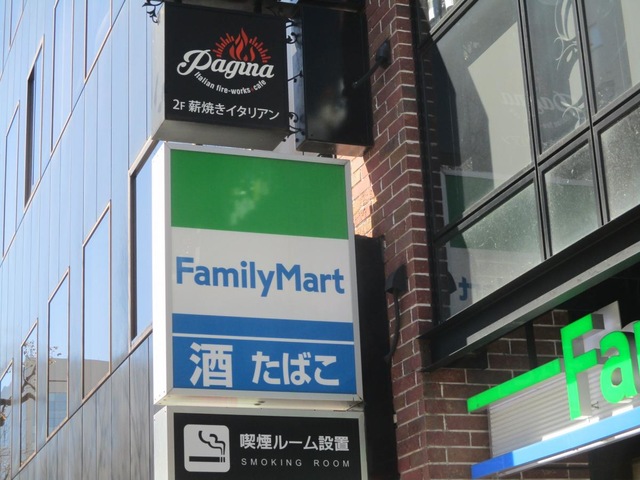 Pagina
italian fire-works cafe
2F 薪焼きイタリアン
FamilyMart
酒 たばこ
喫煙ルーム設置
SMOKING ROOM
Fa